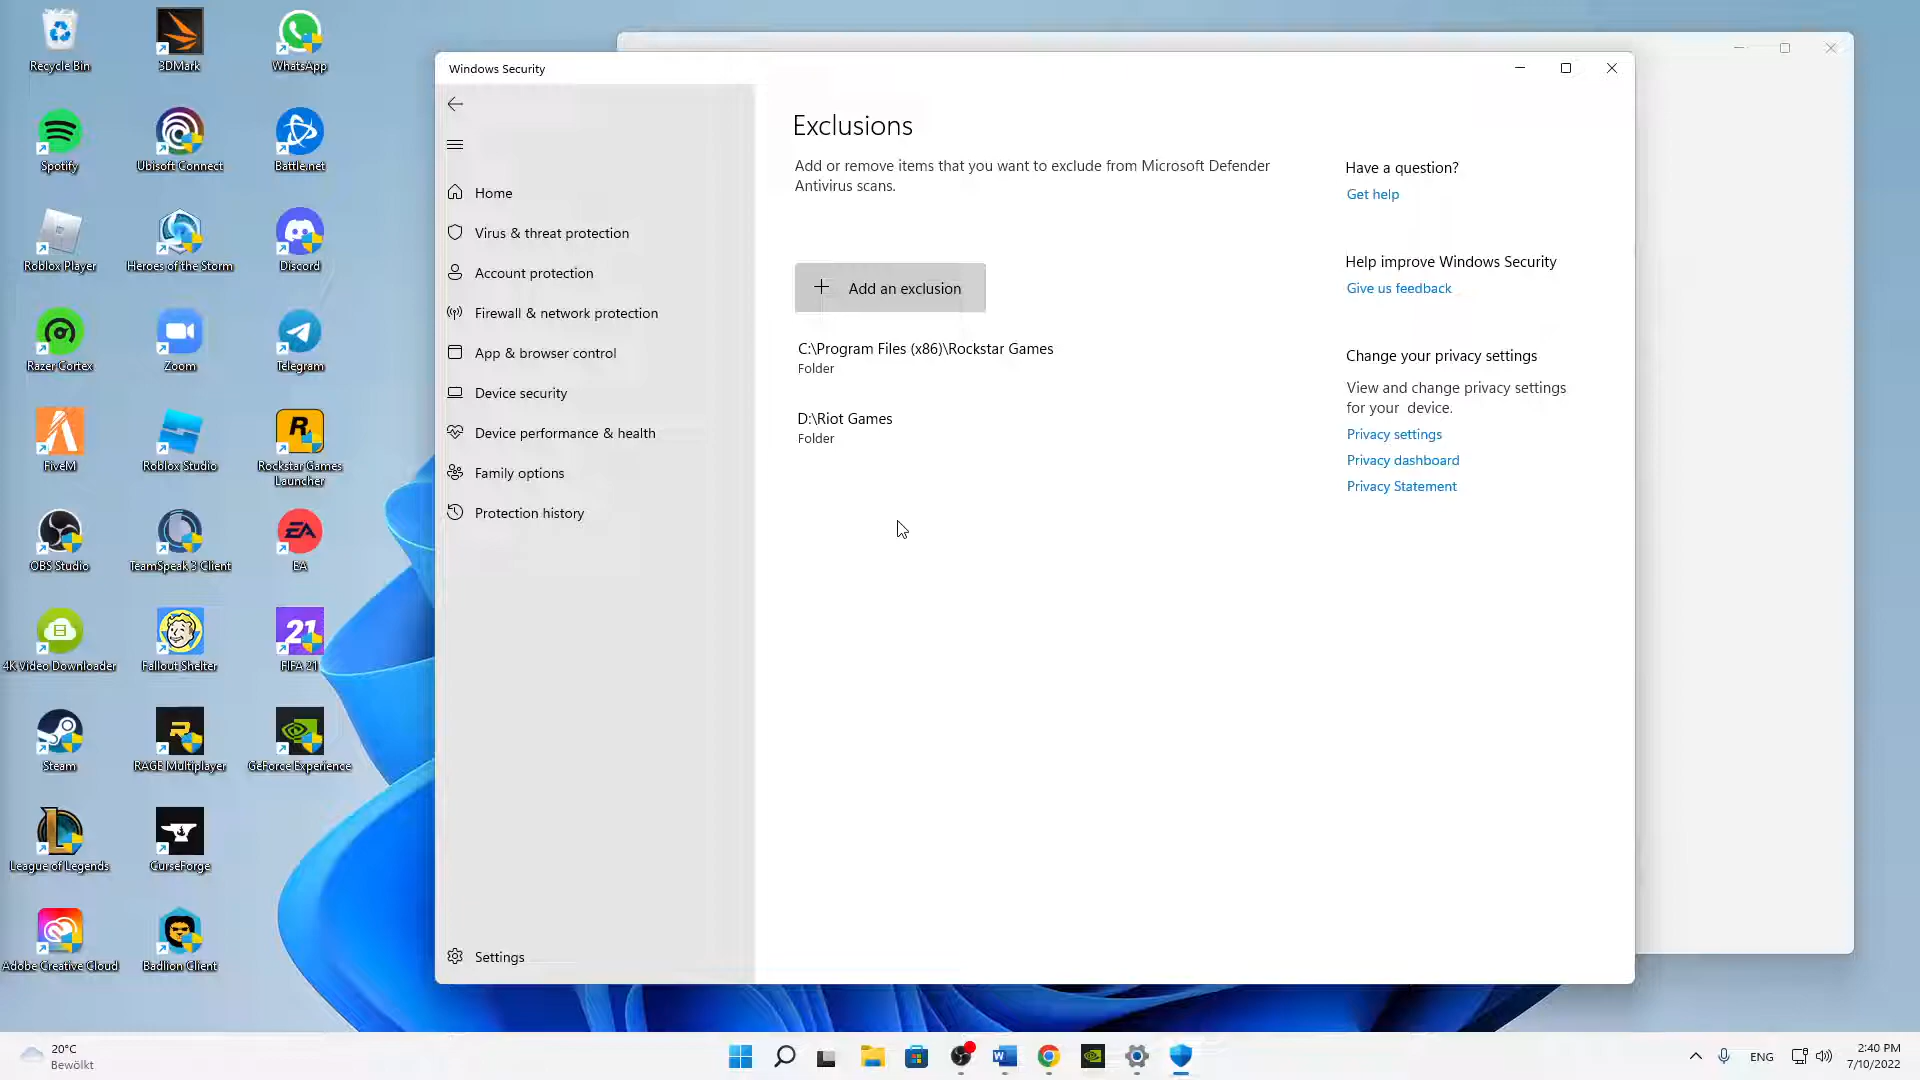 Recycle Bin
3DMark
WhatsApp
Spotify
Ubisoft Connect
Battle.net
Roblox Player
Heroes of the Storm
Discord
Razer Cortex
Zoom
Telegram
FiveM
Roblox Studio
Rockstar Games
Launcher
OBS Studio
TeamSpeak 3 Client
EA
4K Video Downloader
Fallout Shelter
FIFA 21
Steam
RAGE Multiplayer
GeForce Experience
League of Legends
CurseForge
Adobe Creative Cloud
Badlion Client
Windows Security
Home
Virus & threat protection
Account protection
Firewall & network protection
App & browser control
Device security
Device performance & health
Family options
Protection history
Settings
Exclusions
Add or remove items that you want to exclude from Microsoft Defender
Antivirus scans.
Add an exclusion
C:\Program Files (x86)\Rockstar Games
Folder
D:\Riot Games
Folder
Have a question?
Get help
Help improve Windows Security
Give us feedback
Change your privacy settings
View and change privacy settings
for your device.
Privacy settings
Privacy dashboard
Privacy Statement
20°C
Bewölkt
ENG
2:40 PM
7/10/2022